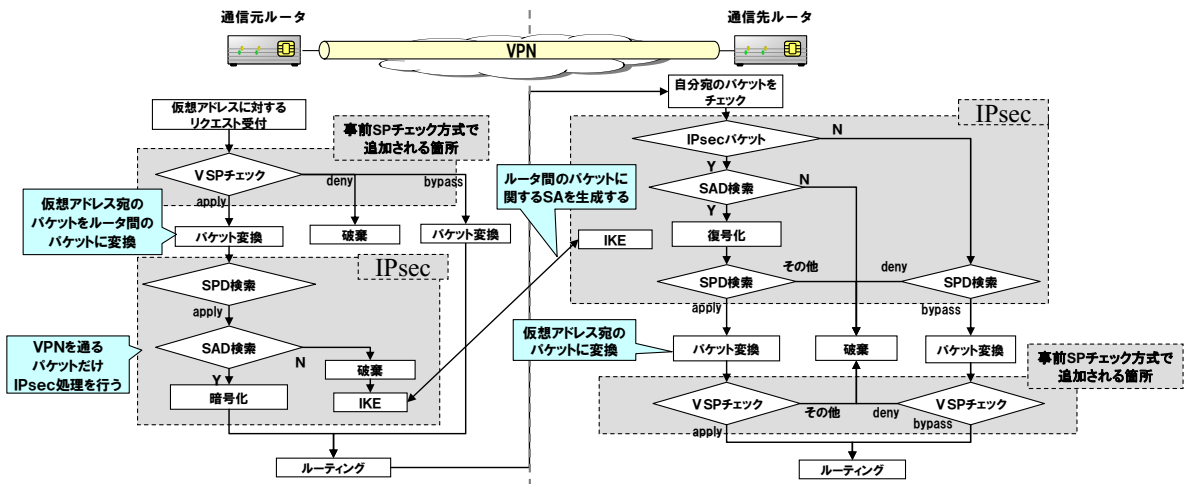 通信元ルータ
通信先ルータ
VPN
仮想アドレスに対する
リクエスト受付
事前SPチェック方式で
追加される箇所
VSPチェック
deny
bypass
apply
仮想アドレス宛の
パケットをルータ間の
パケットに変換
パケット変換
破棄
パケット変換
IPsec
SPD検索
apply
SAD検索
N
Y
破棄
暗号化
IKE
VPNを通る
パケットだけ
IPsec処理を行う
ルーティング
自分宛のパケットを
チェック
IPsec
IPsecパケット
N
Y
ルータ間のパケットに
関するSAを生成する
SAD検索
N
Y
IKE
復号化
その他
deny
SPD検索
SPD検索
apply
bypass
仮想アドレス宛の
パケットに変換
パケット変換
破棄
パケット変換
事前SPチェック方式で
追加される箇所
VSPチェック
その他
deny
VSPチェック
apply
bypass
ルーティング